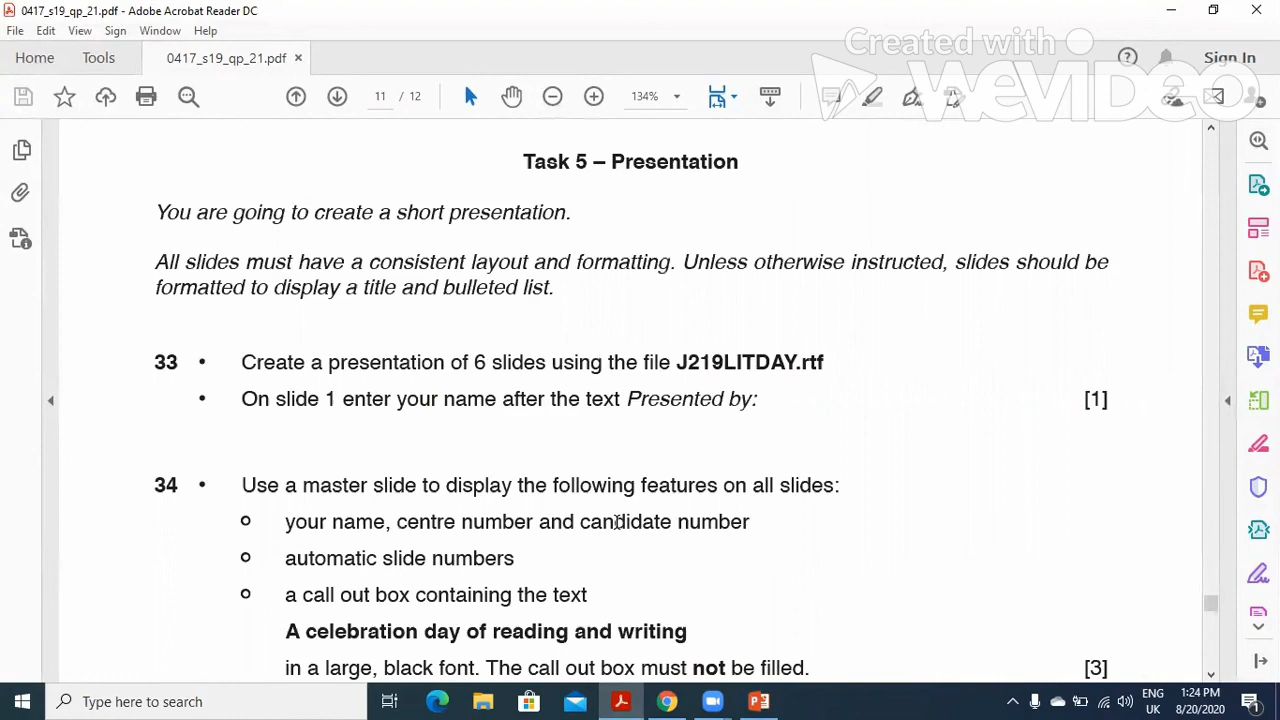 0417_s19_qp_21.pdf - Adobe Acrobat Reader DC
File Edit View Sign Window Help
Created with
wevideo
Home Tools 0417_s19_qp_21.pdf × Sign In
11 / 12 134%
Task 5 – Presentation
You are going to create a short presentation.
All slides must have a consistent layout and formatting. Unless otherwise instructed, slides should be
formatted to display a title and bulleted list.
33 • Create a presentation of 6 slides using the file J219LITDAY.rtf
• On slide 1 enter your name after the text Presented by: [1]
34 • Use a master slide to display the following features on all slides:
your name, centre number and candidate number
automatic slide numbers
a call out box containing the text
A celebration day of reading and writing
in a large, black font. The call out box must not be filled. [3]
Type here to search
ENG 1:24 PM
UK 8/20/2020